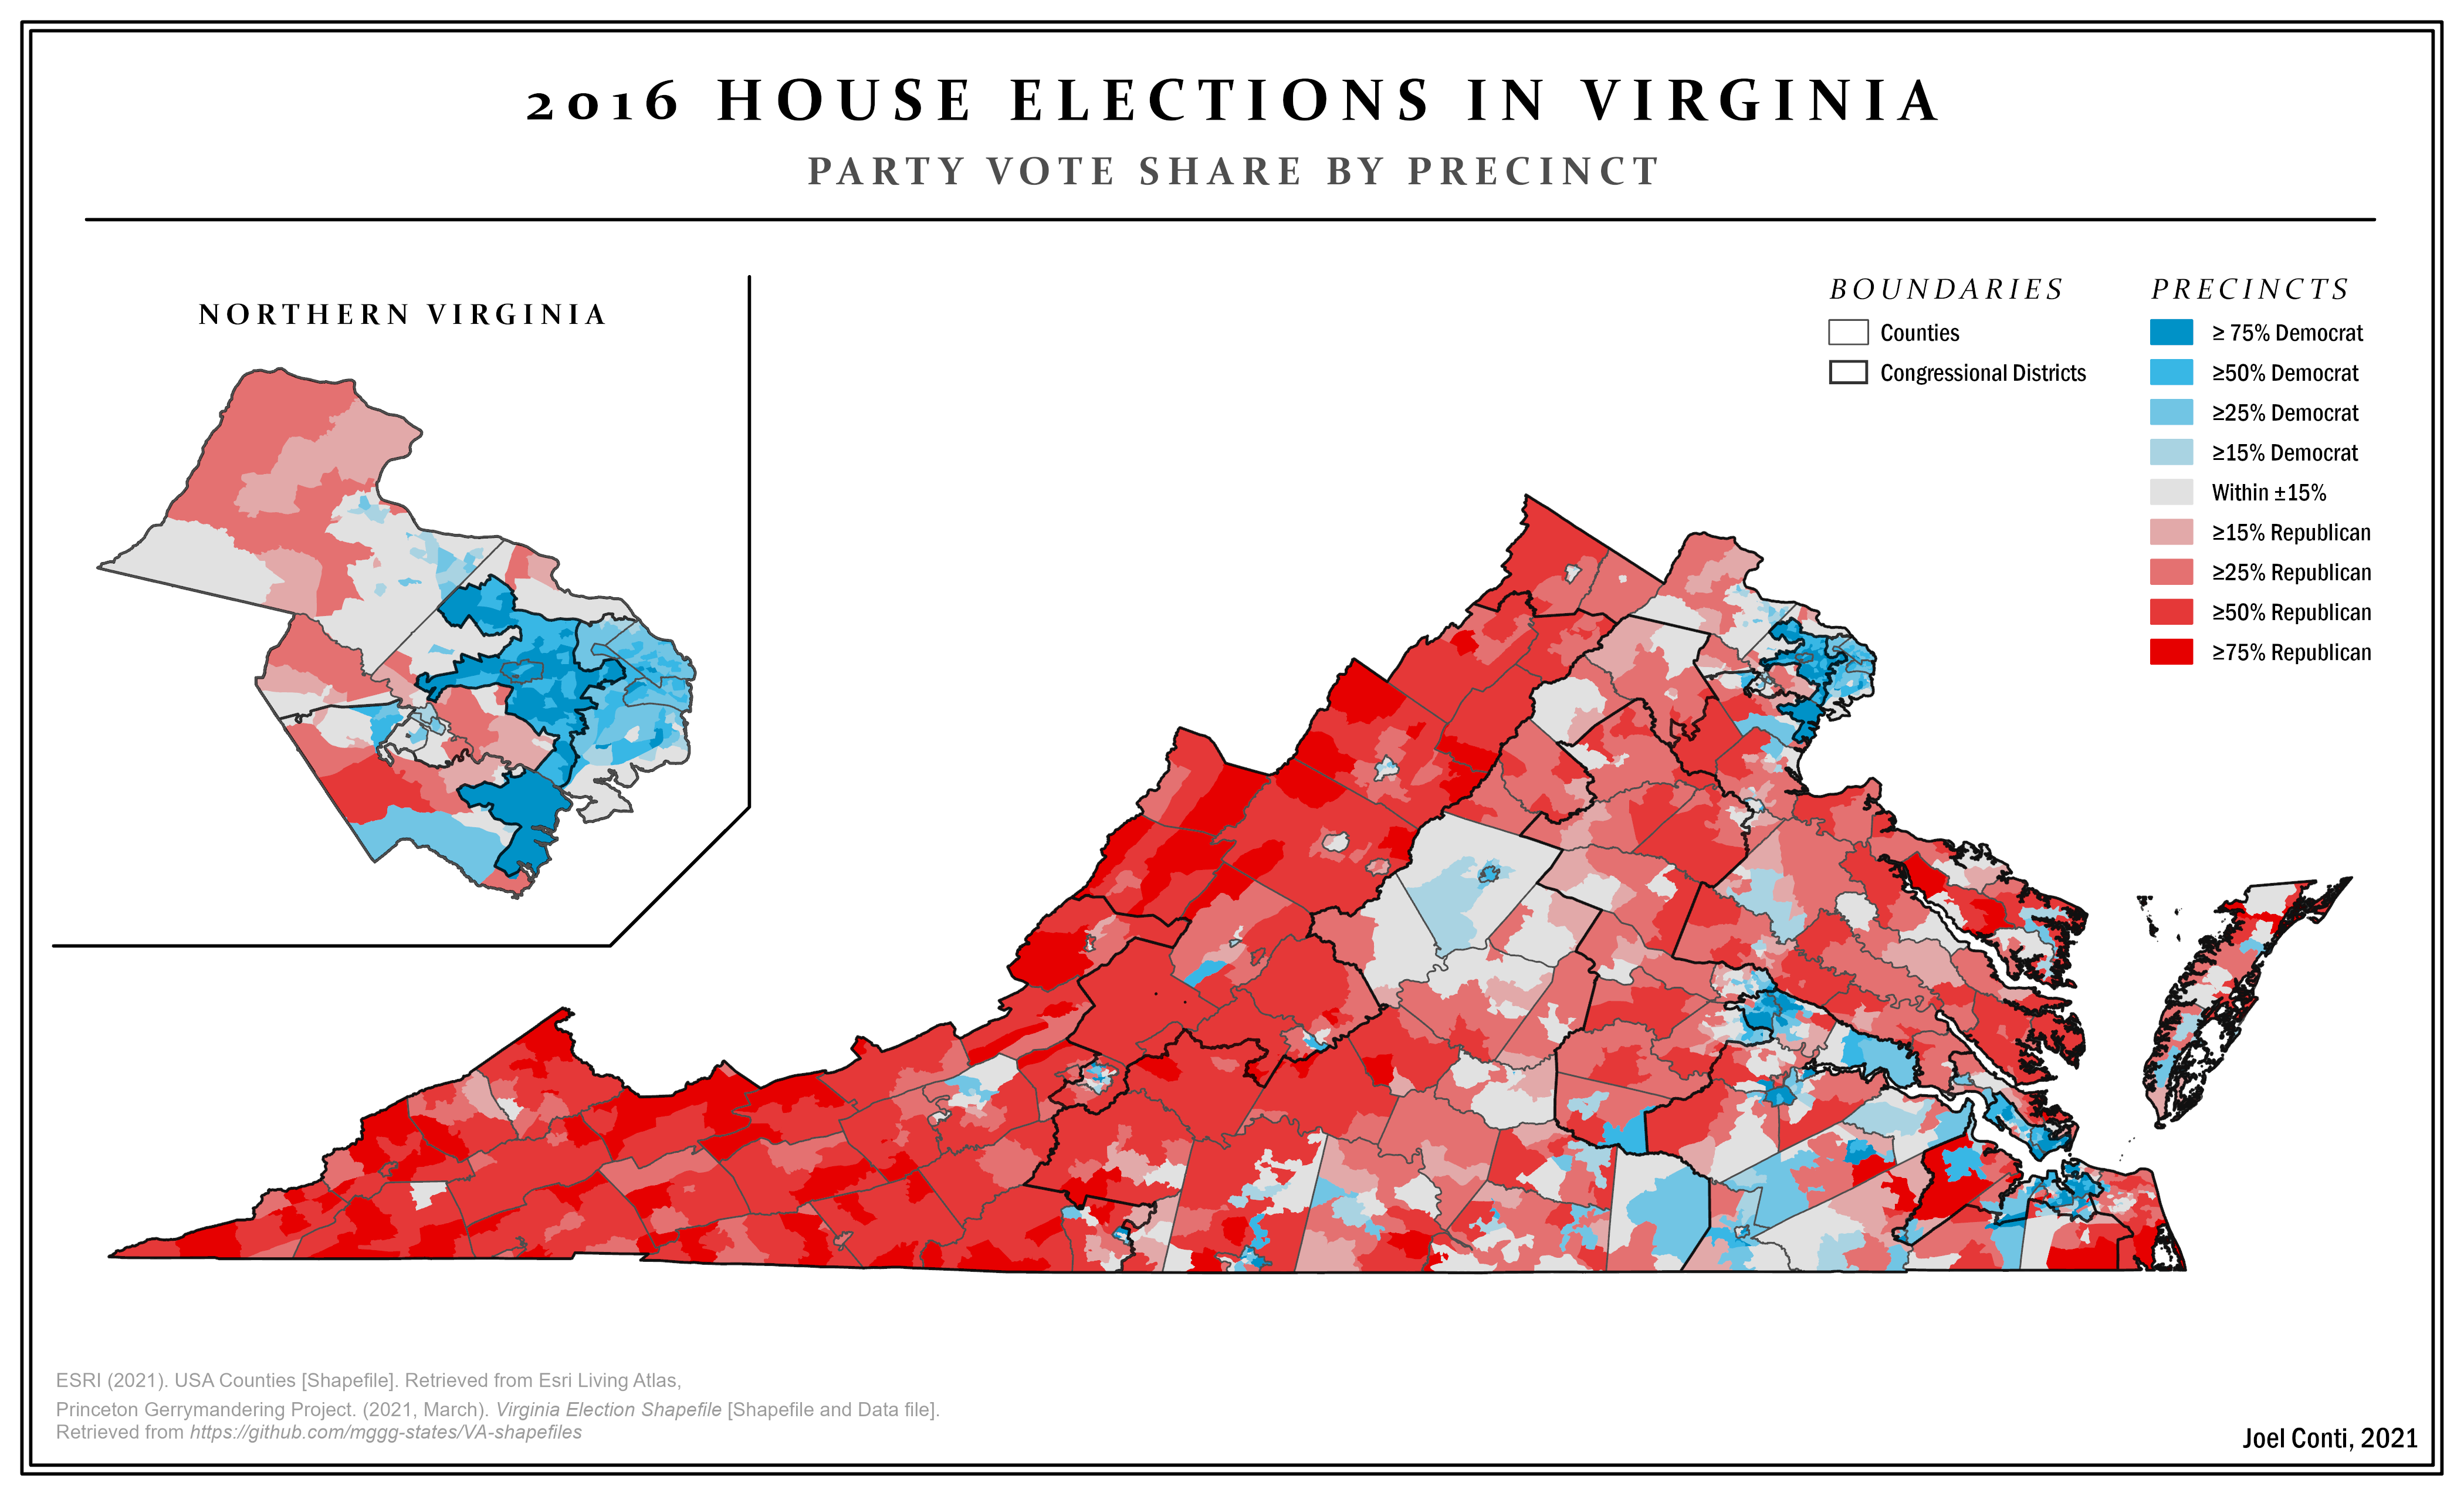 2016 HOUSE ELECTIONS IN VIRGINIA
PARTY VOTE SHARE BY PRECINCT
NORTHERN VIRGINIA
BOUNDARIES
Counties
Congressional Districts
PRECINCTS
≥ 75% Democrat
≥50% Democrat
≥25% Democrat
≥15% Democrat
Within ±15%
≥15% Republican
≥25% Republican
≥50% Republican
≥75% Republican
ESRI (2021). USA Counties [Shapefile]. Retrieved from Esri Living Atlas,
Princeton Gerrymandering Project. (2021, March). Virginia Election Shapefile [Shapefile and Data file].
Retrieved from https://github.com/mggg-states/VA-shapefiles
Joel Conti, 2021